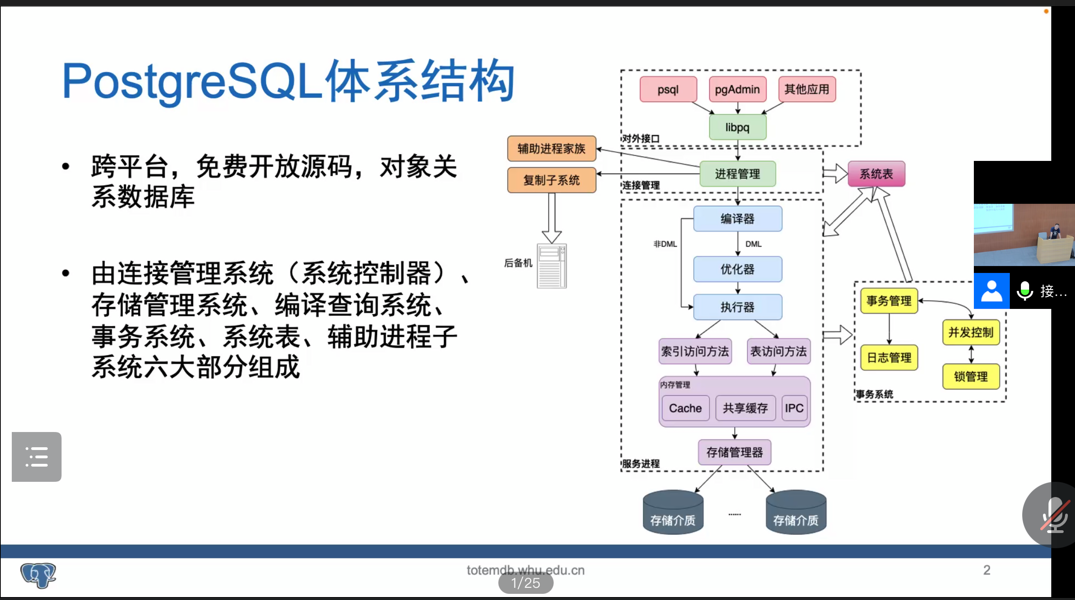 PostgreSQL体系结构
• 跨平台，免费开放源码，对象关
系数据库
• 由连接管理系统（系统控制器）、
存储管理系统、编译查询系统、
事务系统、系统表、辅助进程子
系统六大部分组成
psql
pgAdmin
其他应用
libpq
对外接口
辅助进程家族
复制子系统
进程管理
连接管理
系统表
后备机
编译器
非DML
DML
优化器
执行器
索引访问方法
表访问方法
内存管理
Cache
共享缓存
IPC
存储管理器
服务进程
存储介质
......
存储介质
事务管理
并发控制
日志管理
锁管理
事务系统
接...
totemdb.whu.edu.cn
1/25
2